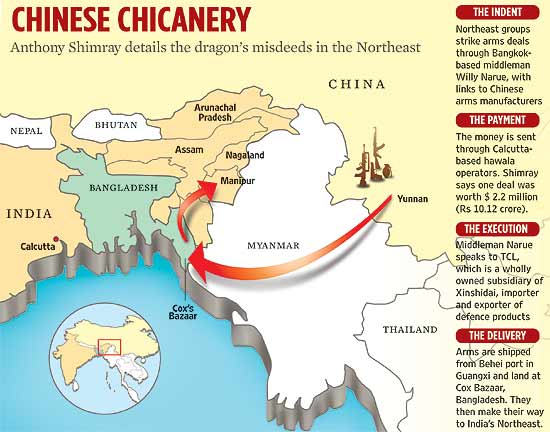 CHINESE CHICANERY
Anthony Shimray details the dragon's misdeeds in the Northeast
CHINA
NEPAL
BHUTAN
Arunachal
Pradesh
Assam
Nagaland
Manipur
BANGLADESH
INDIA
Calcutta
MYANMAR
Yunnan
Cox's
Bazaar
THAILAND
THE INDENT
Northeast groups
strike arms deals
through Bangkok-
based middleman
Willy Narue, with
links to Chinese
arms manufacturers
THE PAYMENT
The money is sent
through Calcutta-
based hawala
operators. Shimray
says one deal was
worth $ 2.2 million
(Rs 10.12 crore).
THE EXECUTION
Middleman Narue
speaks to TCL,
which is a wholly
owned subsidiary of
Xinshidai, importer
and exporter of
defence products
THE DELIVERY
Arms are shipped
from Behei port in
Guangxi and land at
Cox Bazaar,
Bangladesh. They
then make their way
to India's Northeast.